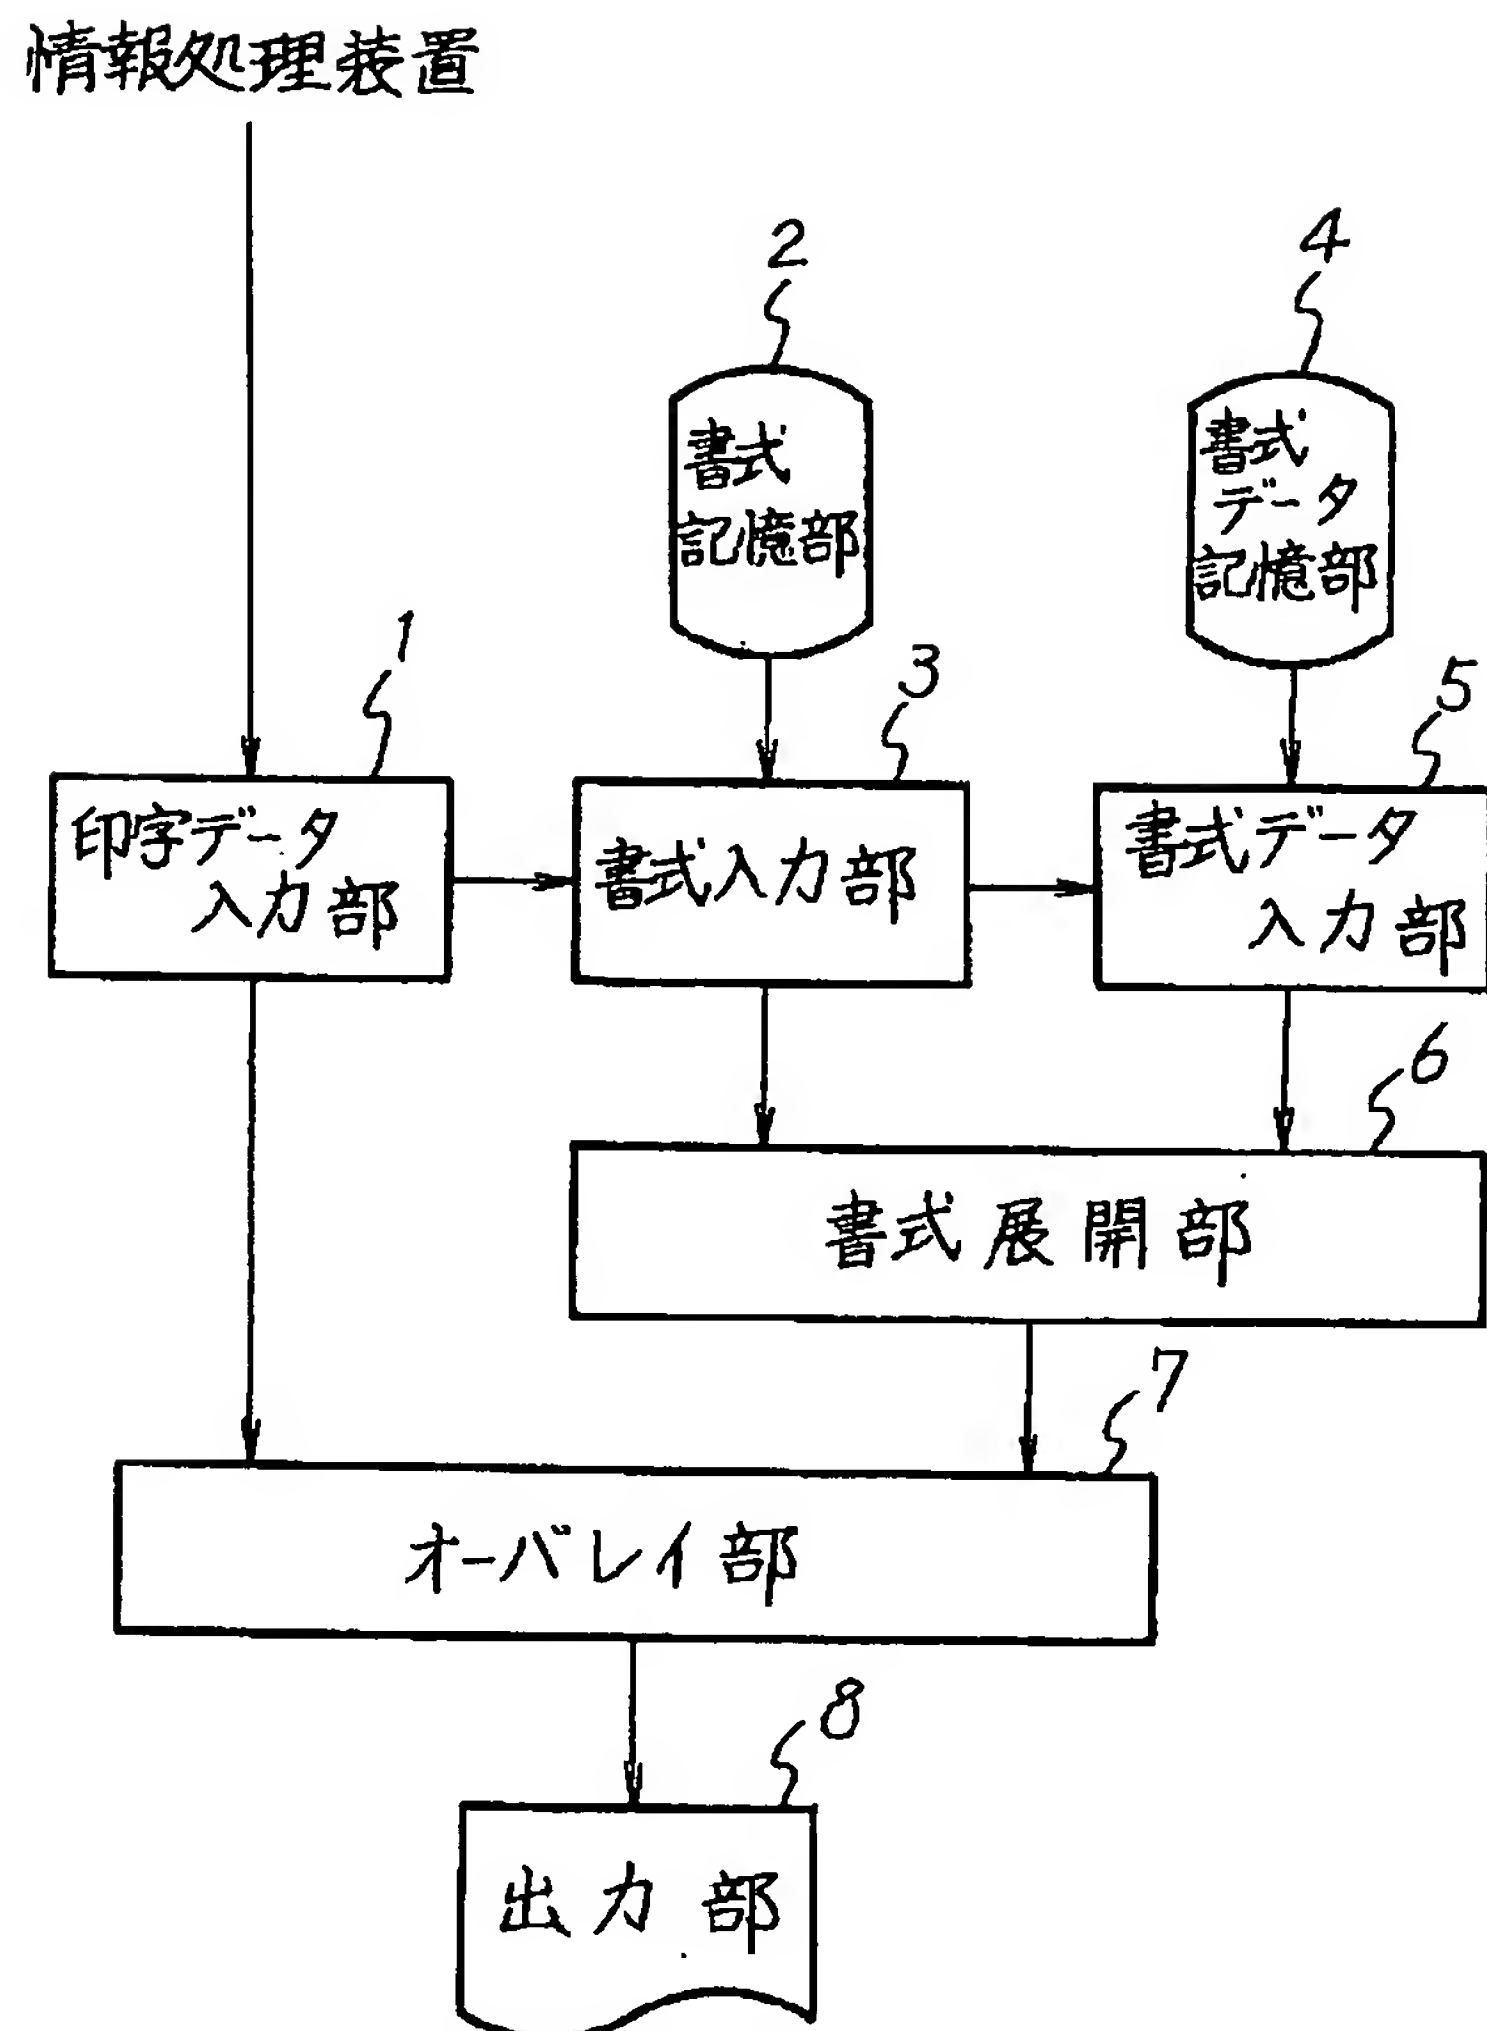 情報処理装置
2
4
書式
記憶部
書式
データ
記憶部
1
3
5
印字データ
入力部
書式入力部
書式データ
入力部
6
書式展開部
7
オーバレイ部
8
出力部